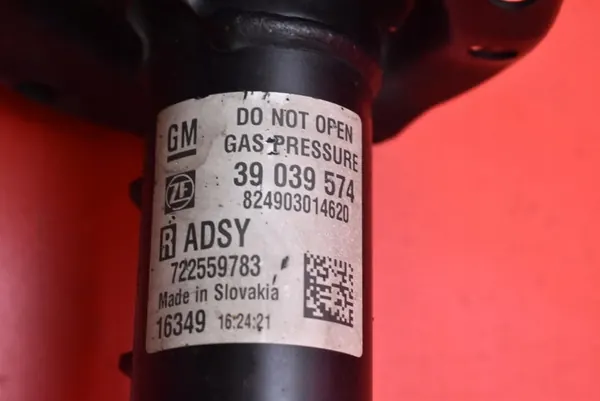 GM
DO NOT OPEN
GAS PRESSURE
ZF
39 039 574
824903014620
R ADSY
722559783
Made in Slovakia
16349 16:24:21